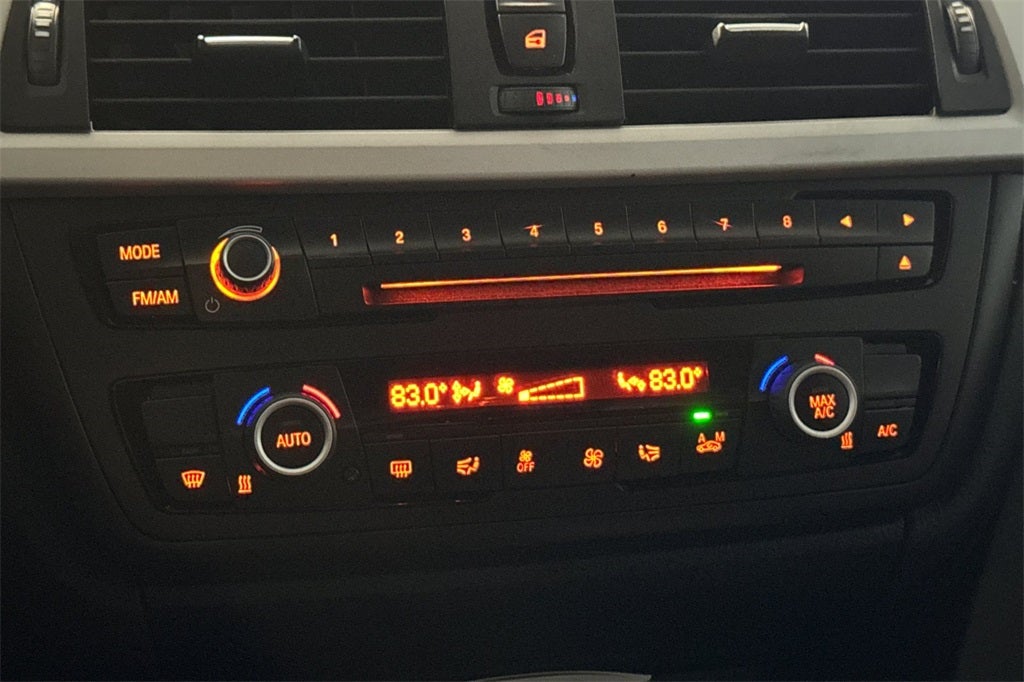 MODE
1 2 3 4 5 6 7 8
FM/AM
83.0° 83.0°
AUTO
MAX
A/C
A/C
OFF
A M